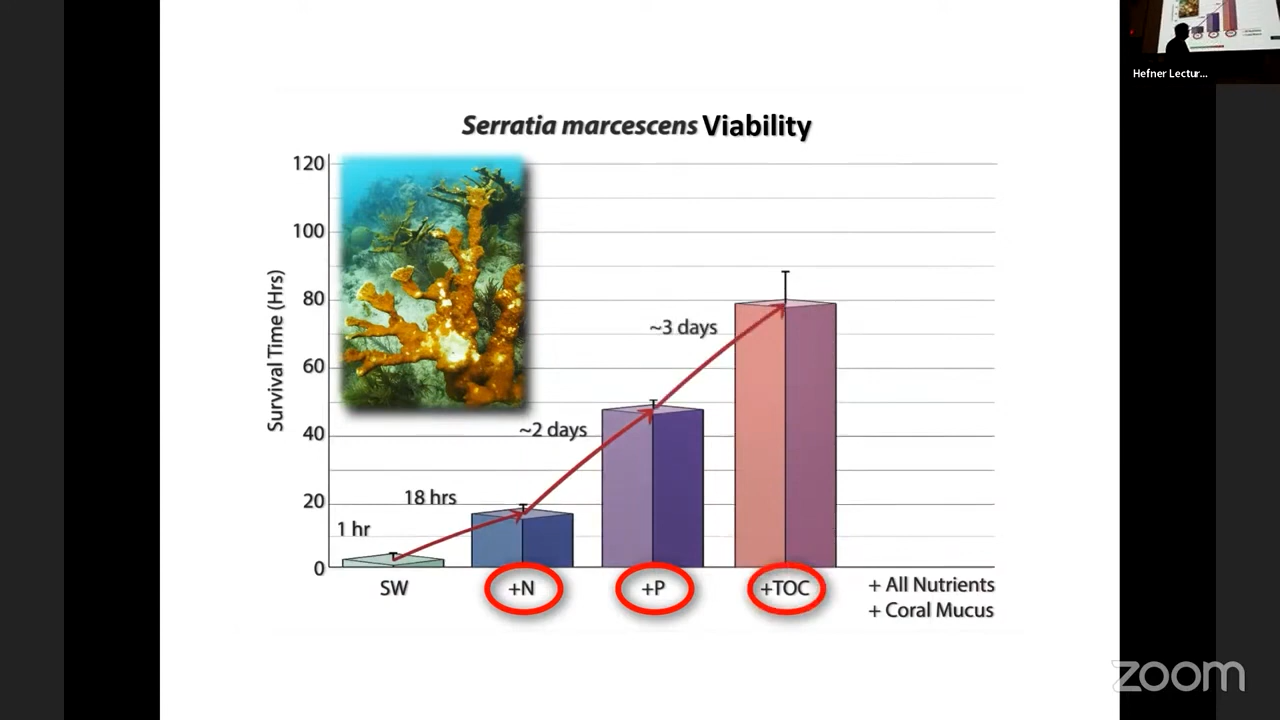 Hefner Lectur...
Serratia marcescens Viability
120
100
80
60
40
20
0
Survival Time (Hrs)
1 hr
18 hrs
~2 days
~3 days
SW
+N
+P
+TOC
+ All Nutrients
+ Coral Mucus
zoom